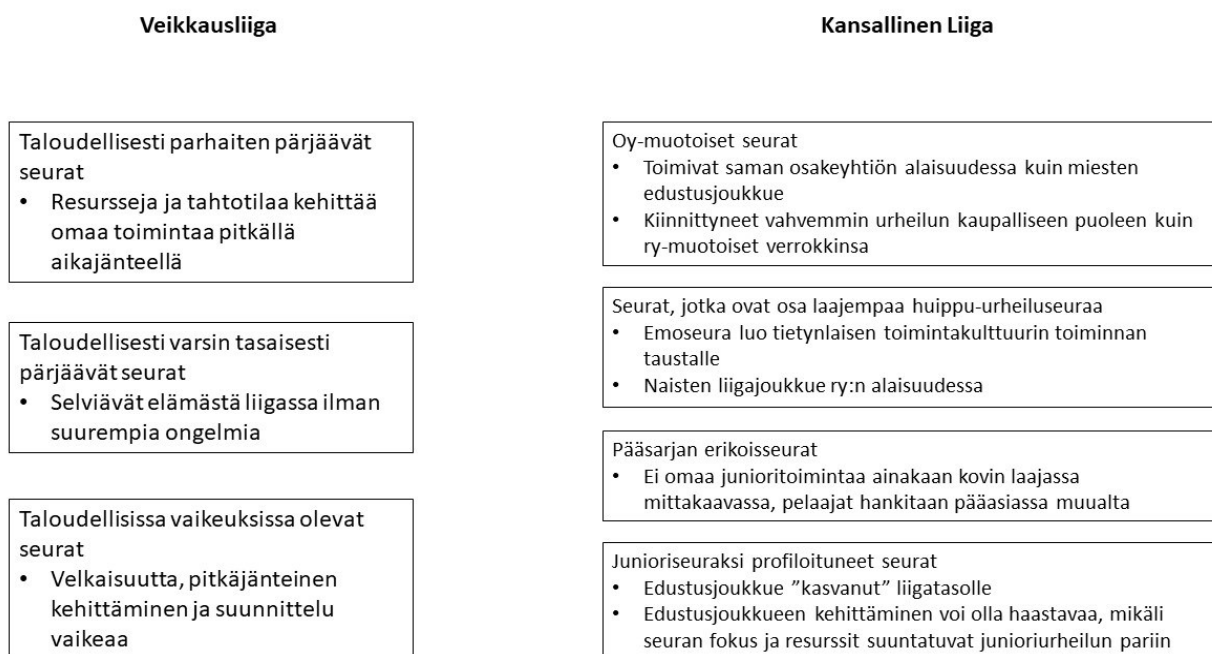 Veikkausliiga
Taloudellisesti parhaiten pärjäävät
seurat
• Resursseja ja tahtotilaa kehittää
omaa toimintaa pitkällä
aikajänteellä
Taloudellisesti varsin tasaisesti
pärjäävät seurat
• Selviävät elämästä liigassa ilman
suurempia ongelmia
Taloudellisissa vaikeuksissa olevat
seurat
• Velkaisuutta, pitkäjänteinen
kehittäminen ja suunnittelu
vaikeaa
Kansallinen Liiga
Oy-muotoiset seurat
• Toimivat saman osakeyhtiön alaisuudessa kuin miesten
edustusjoukkue
• Kiinnittyneet vahvemmin urheilun kaupalliseen puoleen kuin
ry-muotoiset verrokkinsa
Seurat, jotka ovat osa laajempaa huippu-urheiluseuraa
• Emoseura luo tietynlaisen toimintakulttuurin toiminnan
taustalle
• Naisten liigajoukkue ry:n alaisuudessa
Pääsarjan erikoisseurat
• Ei omaa junioritoimintaa ainakaan kovin laajassa
mittakaavassa, pelaajat hankitaan pääasiassa muualta
Junioriseuraksi profiloituneet seurat
• Edustusjoukkue ”kasvanut” liigatasolle
• Edustusjoukkueen kehittäminen voi olla haastavaa, mikäli
seuran fokus ja resurssit suuntatuvat junioriurheilun pariin